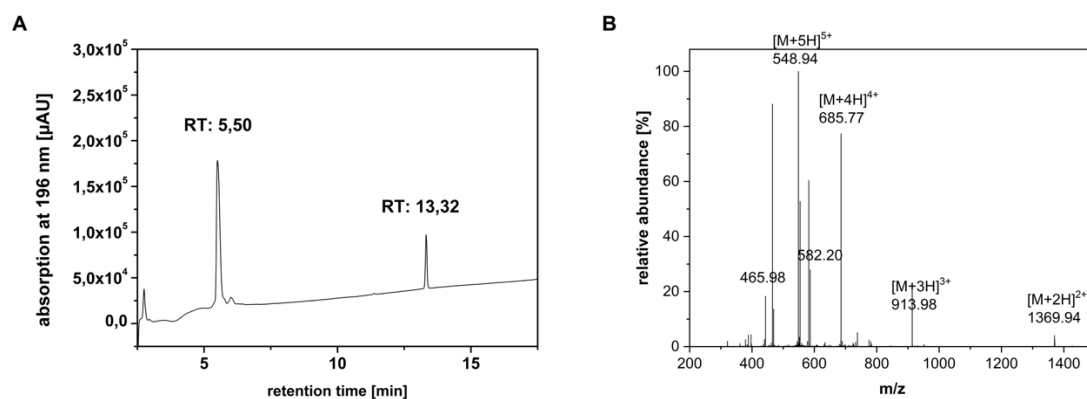 A
absorption at 196 nm [µAU]
3,0x10⁵
2,5x10⁵
2,0x10⁵
1,5x10⁵
1,0x10⁵
5,0x10⁴
0,0
RT: 5,50
RT: 13,32
5
10
15
retention time [min]
B
relative abundance [%]
100
80
60
40
20
0
[M+5H]⁵⁺
548.94
[M+4H]⁴⁺
685.77
582.20
465.98
[M+3H]³⁺
913.98
[M+2H]²⁺
1369.94
200
400
600
800
1000
1200
1400
m/z